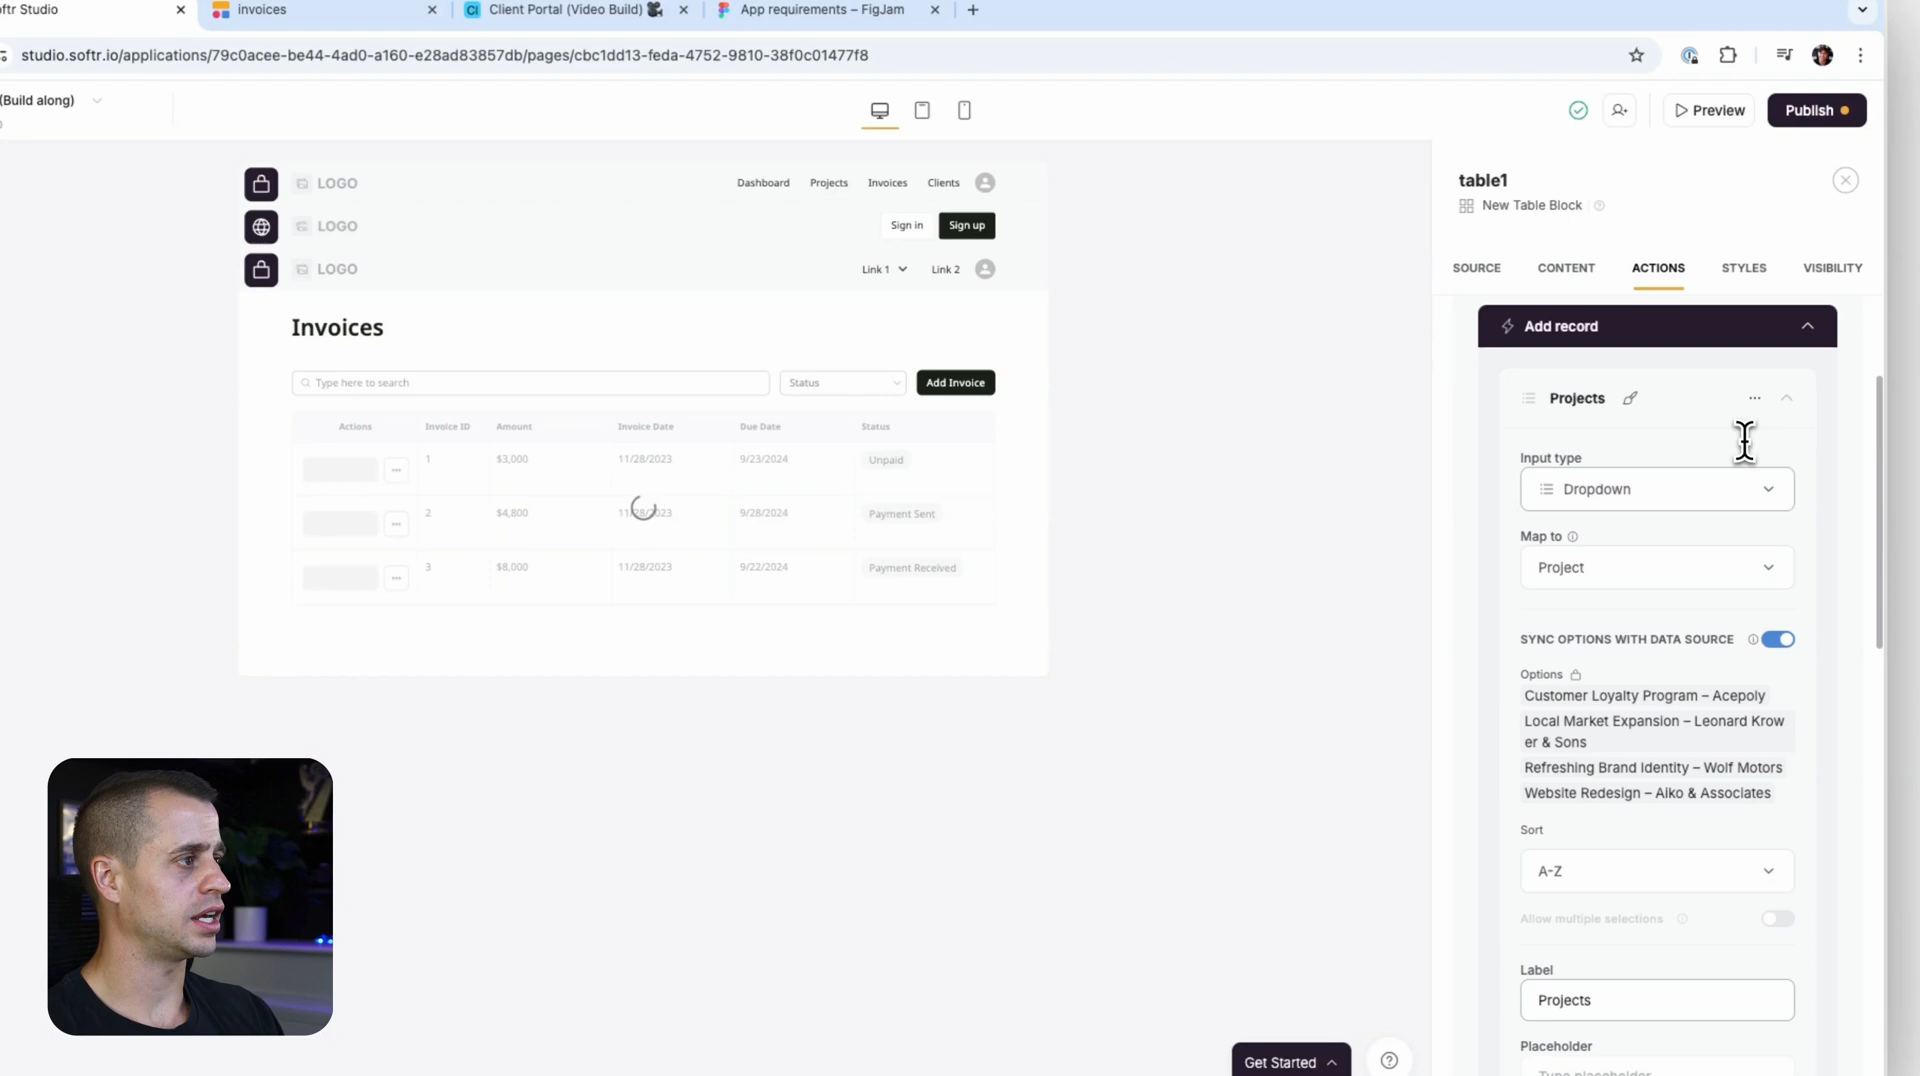 oftr Studio
invoices
Client Portal (Video Build)
App requirements – FigJam
studio.softr.io/applications/79c0acee-be44-4ad0-a160-e28ad83857db/pages/cbc1dd13-feda-4752-9810-38f0c01477f8
(Build along)
Preview
Publish
LOGO
Dashboard Projects Invoices Clients
LOGO
Sign in Sign up
LOGO
Link 1 Link 2
Invoices
Type here to search
Status
Add Invoice
Actions Invoice ID Amount Invoice Date Due Date Status
1 $3,000 11/28/2023 9/23/2024 Unpaid
2 $4,800 11/28/2023 9/28/2024 Payment Sent
3 $8,000 11/28/2023 9/22/2024 Payment Received
table1
New Table Block
SOURCE CONTENT ACTIONS STYLES VISIBILITY
Add record
Projects
Input type
Dropdown
Map to
Project
SYNC OPTIONS WITH DATA SOURCE
Options
Customer Loyalty Program – Acepoly
Local Market Expansion – Leonard Krow
er & Sons
Refreshing Brand Identity – Wolf Motors
Website Redesign – Aiko & Associates
Sort
A-Z
Allow multiple selections
Label
Projects
Placeholder
Type placeholder
Get Started